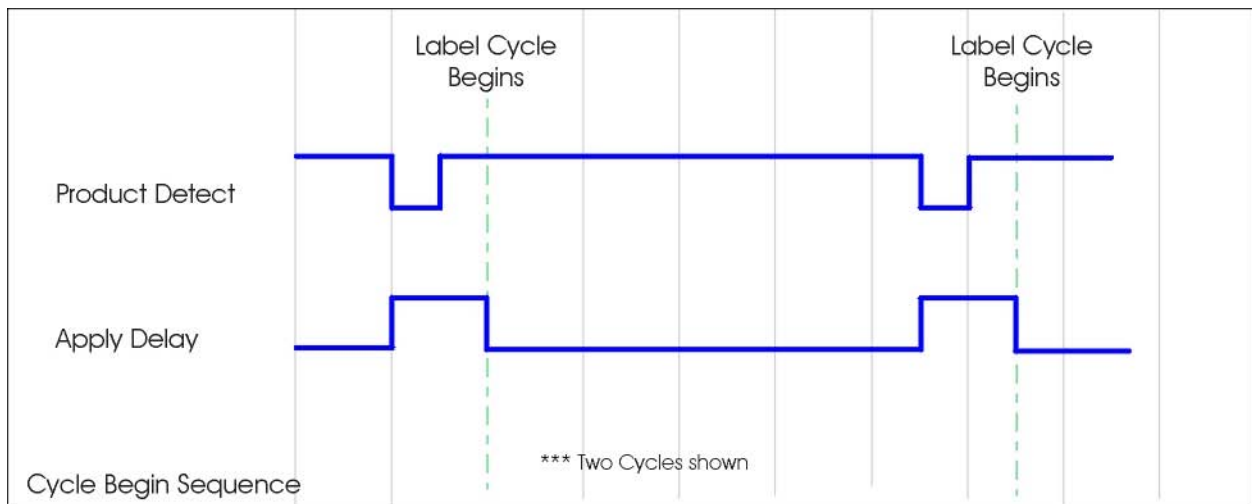 Label Cycle
Begins
Label Cycle
Begins
Product Detect
Apply Delay
*** Two Cycles shown
Cycle Begin Sequence